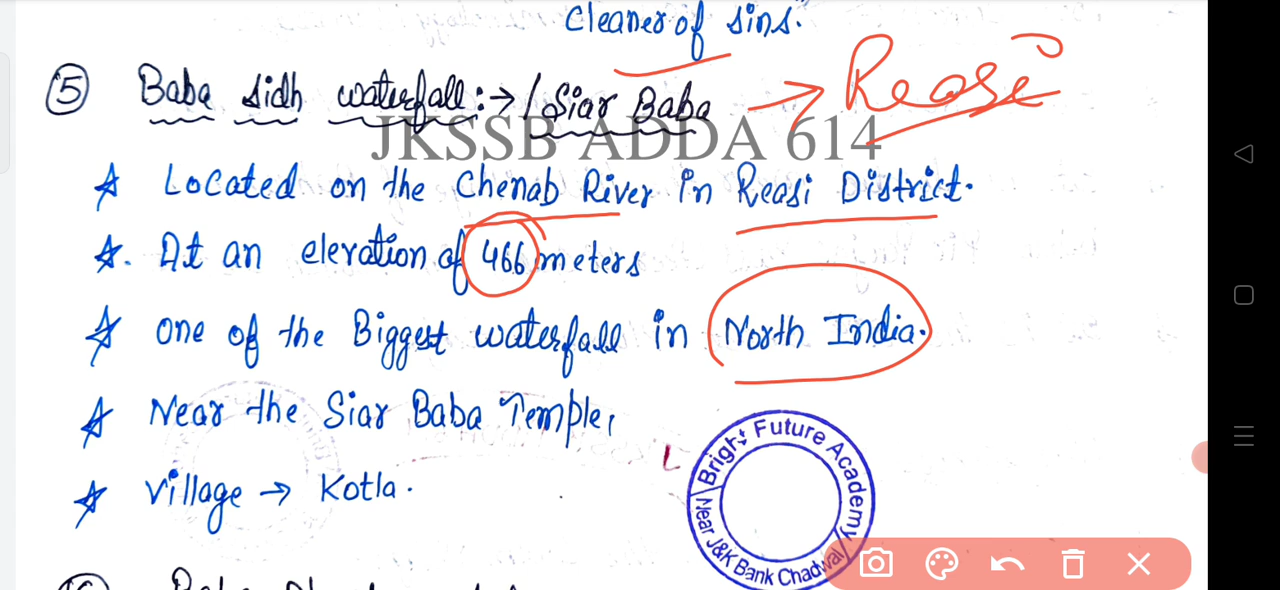 Cleaner of sins.
⑤ Baba sidh waterfall:→ / Siar Baba → Reasi
JKSSB ADDA 614
☆ Located on the Chenab River in Reasi District.
☆. At an elevation of 466 meters
☆ One of the Biggest waterfall in North India.
☆ Near the Siar Baba Temple,
☆ Village → Kotla.
Bright Future Academy
Near J&K Bank Chadwal